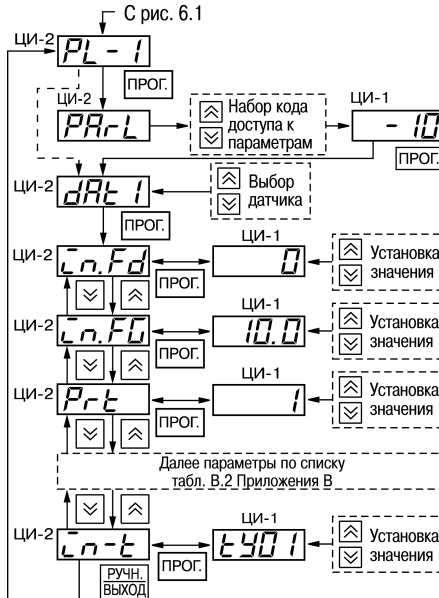 С рис. 6.1
ЦИ-2
PL-1
ПРОГ.
ЦИ-2
PArL
Набор кода
доступа к
параметрам
ЦИ-1
-10
ПРОГ.
ЦИ-2
dAt 1
Выбор
датчика
ПРОГ.
ЦИ-2
in.Fd
ПРОГ.
ЦИ-1
0
Установка
значения
ЦИ-2
in.FG
ПРОГ.
ЦИ-1
10.0
Установка
значения
ЦИ-2
Prt
ПРОГ.
ЦИ-1
1
Установка
значения
Далее параметры по списку
табл. В.2 Приложения В
ЦИ-2
in-t
ПРОГ.
ЦИ-1
tY01
Установка
значения
РУЧН.
ВЫХОД